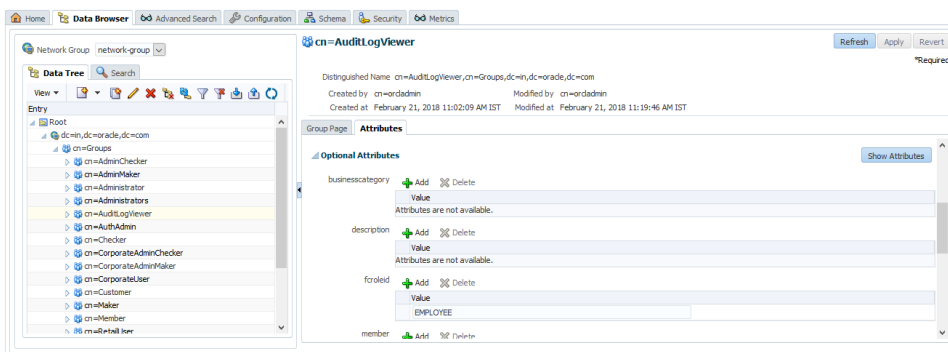 Home Data Browser Advanced Search Configuration Schema Security Metrics
Network Group network-group
Data Tree Search
View
Entry
Root
dc=in,dc=oracle,dc=com
cn=Groups
cn=AdminChecker
cn=AdminMaker
cn=Administrator
cn=Administrators
cn=AuditLogViewer
cn=AuthAdmin
cn=Checker
cn=CorporateAdminChecker
cn=CorporateAdminMaker
cn=CorporateUser
cn=Customer
cn=Maker
cn=Member
cn=RetailUser
cn=AuditLogViewer
Refresh Apply Revert
*Required
Distinguished Name cn=AuditLogViewer,cn=Groups,dc=in,dc=oracle,dc=com
Created by cn=orcladmin Modified by cn=orcladmin
Created at February 21, 2018 11:02:09 AM IST Modified at February 21, 2018 11:19:46 AM IST
Group Page Attributes
Optional Attributes Show Attributes
businesscategory Add Delete
Value
Attributes are not available.
description Add Delete
Value
Attributes are not available.
fcroleid Add Delete
Value
EMPLOYEE
member Add Delete